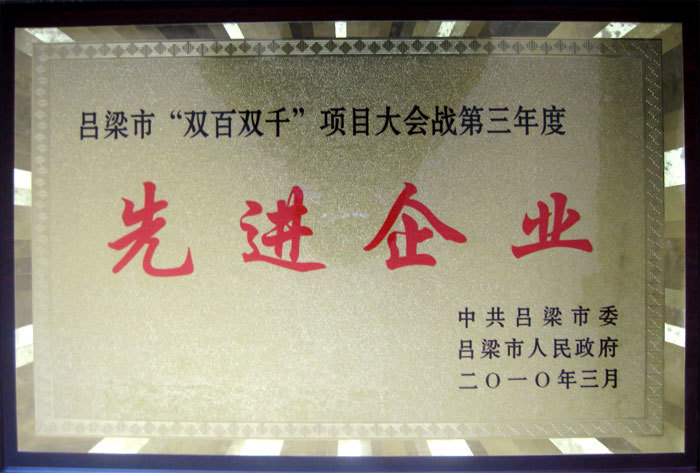 吕梁市“双百双千”项目大会战第三年度
先进企业
中共吕梁市委
吕梁市人民政府
二〇一〇年三月